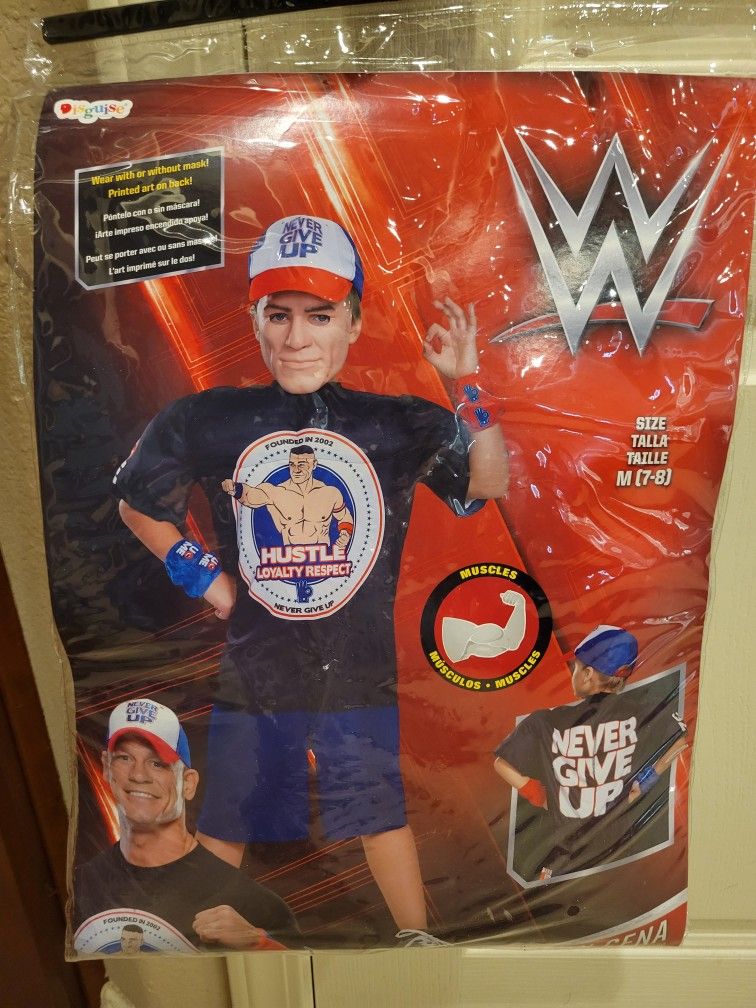 Disguise
Wear with or without mask!
Printed art on back!
Póntelo con o sin máscara!
¡Arte impreso encendido apoya!
Peut se porter avec ou sans masque!
L'art imprimé sur le dos!
W
NEVER
GIVE
UP
SIZE
TALLA
TAILLE
M (7-8)
FOUNDED IN 2002
HUSTLE
LOYALTY RESPECT
NEVER GIVE UP
MUSCLES
MÚSCULOS • MUSCLES
NEVER
GIVE
UP
NEVER
GIVE
UP
FOUNDED IN 2002
CENA